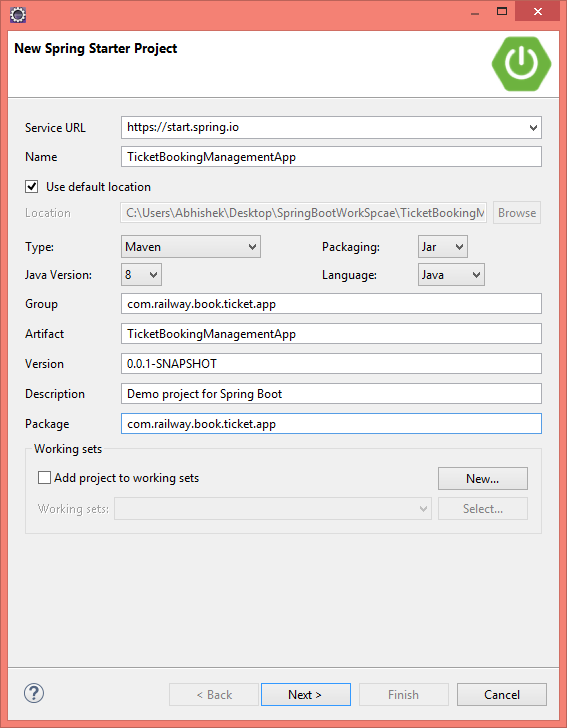 New Spring Starter Project
Service URL https://start.spring.io
Name TicketBookingManagementApp
Use default location
Location C:\Users\Abhishek\Desktop\SpringBootWorkSpcae\TicketBookingM Browse
Type: Maven Packaging: Jar
Java Version: 8 Language: Java
Group com.railway.book.ticket.app
Artifact TicketBookingManagementApp
Version 0.0.1-SNAPSHOT
Description Demo project for Spring Boot
Package com.railway.book.ticket.app
Working sets
Add project to working sets New...
Working sets: Select...
? < Back Next > Finish Cancel